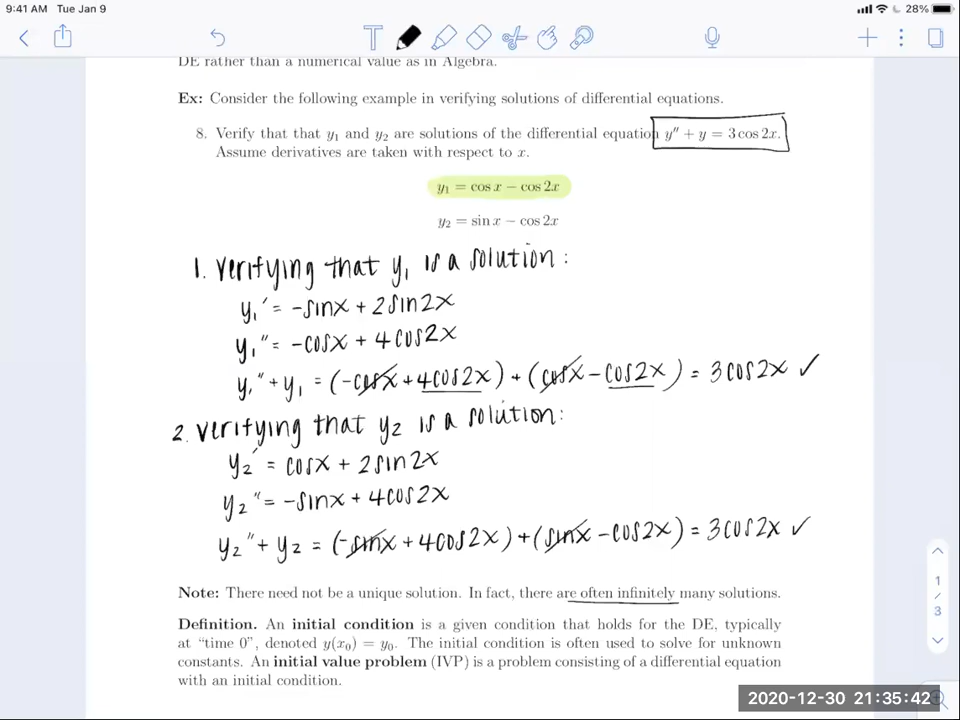 9:41 AM Tue Jan 9
28%
DE rather than a numerical value as in Algebra.
Ex: Consider the following example in verifying solutions of differential equations.
8. Verify that that y₁ and y₂ are solutions of the differential equation y″ + y = 3 cos 2x.
Assume derivatives are taken with respect to x.
y₁ = cos x − cos 2x
y₂ = sin x − cos 2x
1. verifying that y₁ is a solution:
y₁′ = -sinx + 2sin2x
y₁″ = -cosx + 4cos2x
y₁″ + y₁ = (-cosx + 4cos2x) + (cosx - cos2x) = 3cos2x ✓
2. verifying that y₂ is a solution:
y₂′ = cosx + 2sin2x
y₂″ = -sinx + 4cos2x
y₂″ + y₂ = (-sinx + 4cos2x) + (sinx - cos2x) = 3cos2x ✓
Note: There need not be a unique solution. In fact, there are often infinitely many solutions.
Definition. An initial condition is a given condition that holds for the DE, typically
at “time 0”, denoted y(x₀) = y₀. The initial condition is often used to solve for unknown
constants. An initial value problem (IVP) is a problem consisting of a differential equation
with an initial condition.
1
/
3
2020-12-30 21:35:42